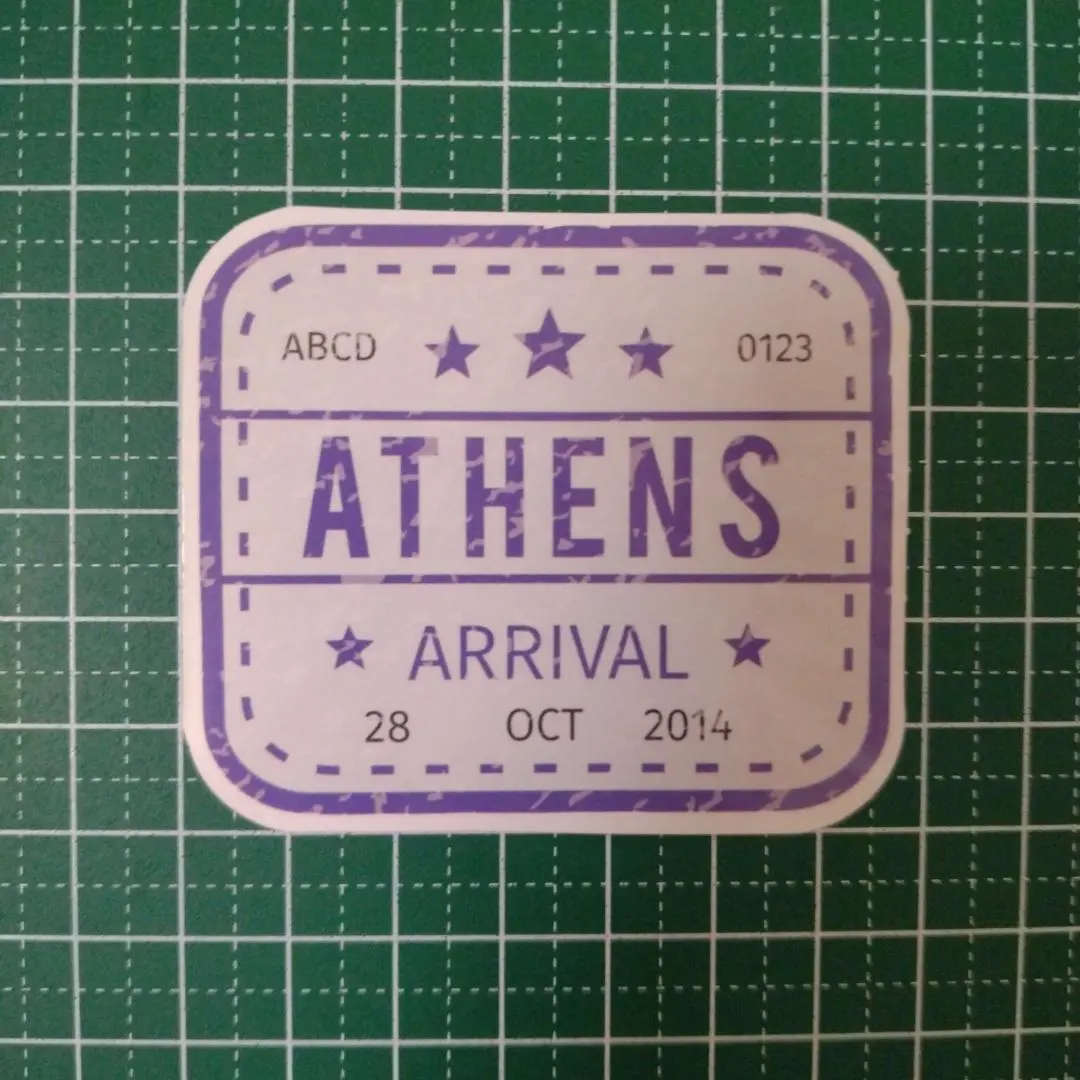 ABCD 0123
ATHENS
ARRIVAL
28 OCT 2014